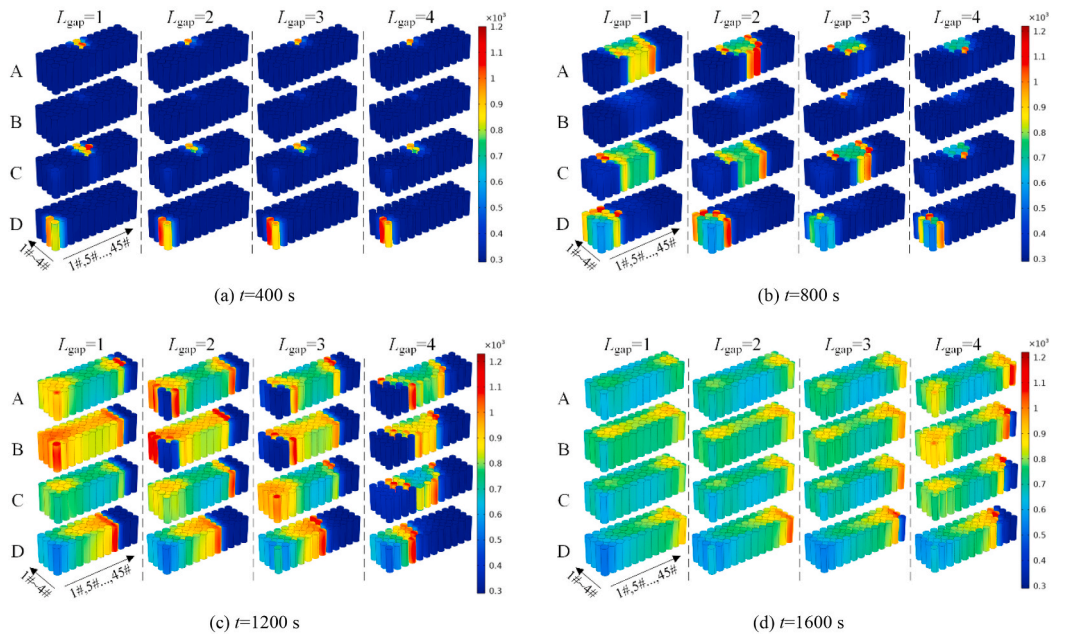 L_gap=1 L_gap=2 L_gap=3 L_gap=4
×10³
1.2
1.1
1
0.9
0.8
0.7
0.6
0.5
0.4
0.3
A
B
C
D
1#~4#
1#,5#...,45#
(a) t=400 s
L_gap=1 L_gap=2 L_gap=3 L_gap=4
×10³
1.2
1.1
1
0.9
0.8
0.7
0.6
0.5
0.4
0.3
A
B
C
D
1#~4#
1#,5#...,45#
(b) t=800 s
L_gap=1 L_gap=2 L_gap=3 L_gap=4
×10³
1.2
1.1
1
0.9
0.8
0.7
0.6
0.5
0.4
0.3
A
B
C
D
1#~4#
1#,5#...,45#
(c) t=1200 s
L_gap=1 L_gap=2 L_gap=3 L_gap=4
×10³
1.2
1.1
1
0.9
0.8
0.7
0.6
0.5
0.4
0.3
A
B
C
D
1#~4#
1#,5#...,45#
(d) t=1600 s